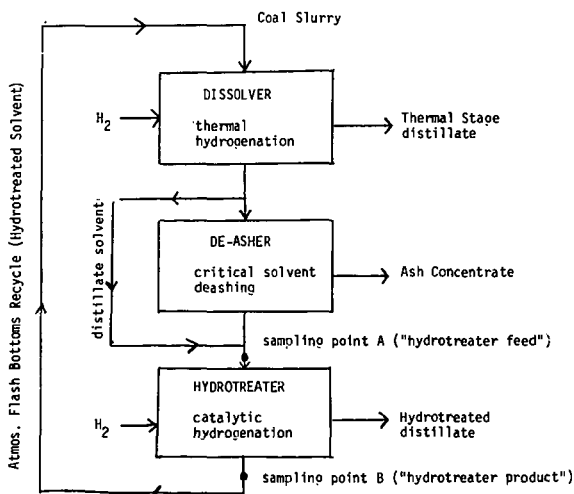 Coal Slurry
DISSOLVER
thermal
hydrogenation
H2
Thermal Stage
distillate
Atmos. Flash Bottoms Recycle (Hydrotreated Solvent)
distillate solvent
DE-ASHER
critical solvent
deashing
Ash Concentrate
sampling point A ("hydrotreater feed")
HYDROTREATER
catalytic
hydrogenation
H2
Hydrotreated
distillate
sampling point B ("hydrotreater product")